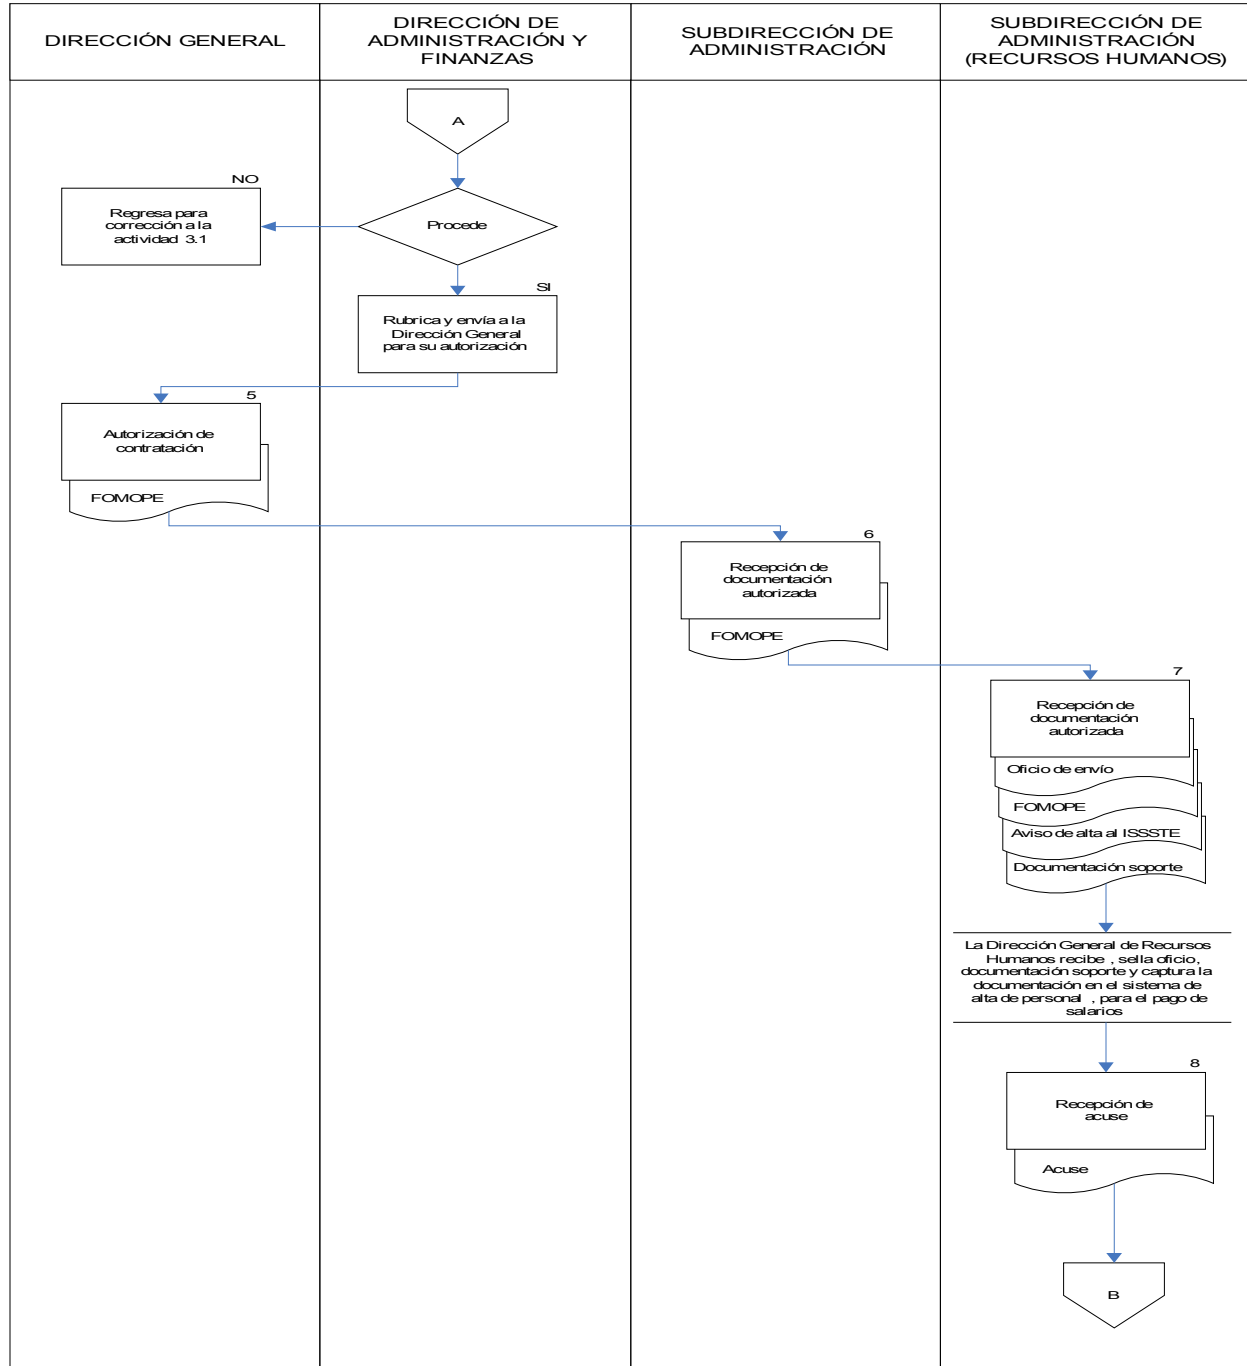 DIRECCIÓN GENERAL
DIRECCIÓN DE
ADMINISTRACIÓN Y
FINANZAS
SUBDIRECCIÓN DE
ADMINISTRACIÓN
SUBDIRECCIÓN DE
ADMINISTRACIÓN
(RECURSOS HUMANOS)
A
NO
Regresa para
corrección a la
actividad 3.1
Procede
SI
Rubrica y envía a la
Dirección General
para su autorización
5
Autorización de
contratación
FOMOPE
6
Recepción de
documentación
autorizada
FOMOPE
7
Recepción de
documentación
autorizada
Oficio de envío
FOMOPE
Aviso de alta al ISSSTE
Documentación soporte
La Dirección General de Recursos
Humanos recibe , sella oficio,
documentación soporte y captura la
documentación en el sistema de
alta de personal , para el pago de
salarios
8
Recepción de
acuse
Acuse
B